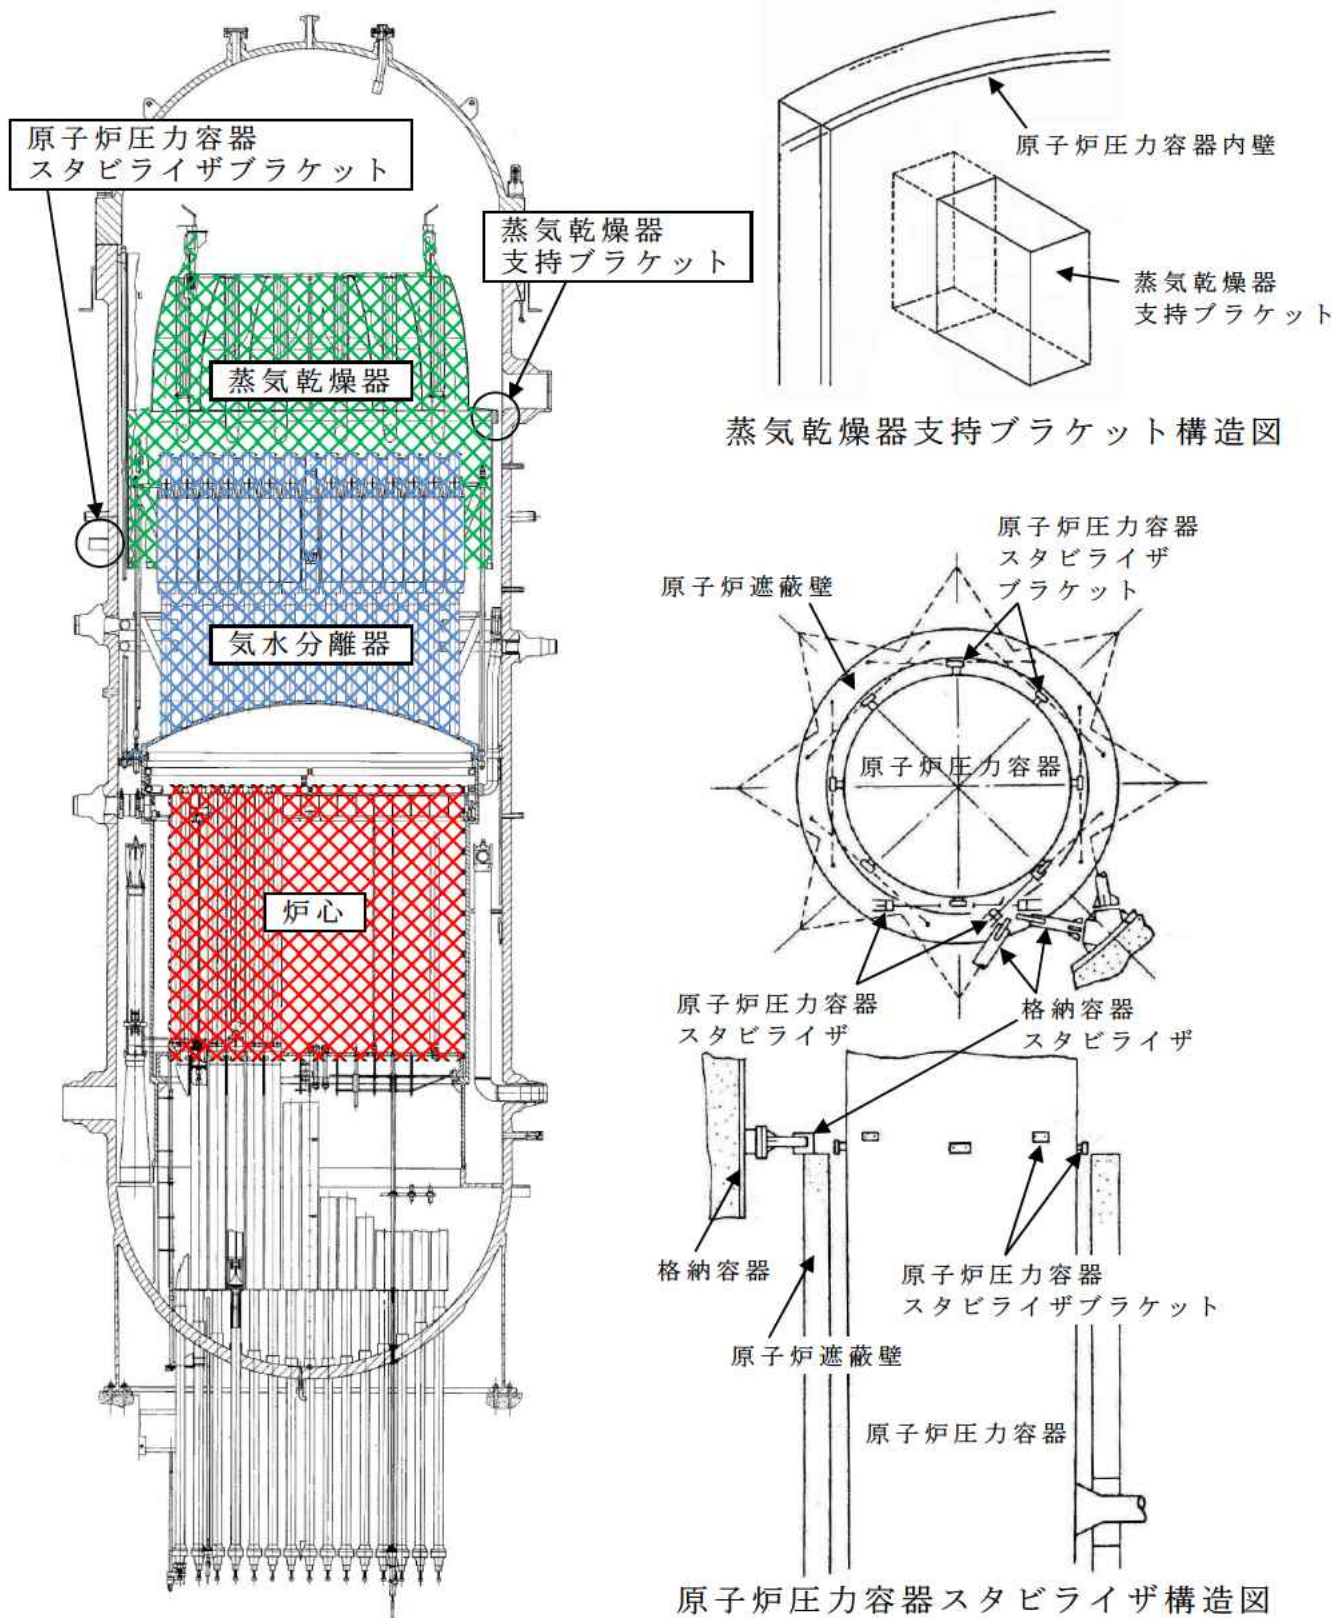 原子炉圧力容器
スタビライザブラケット
蒸気乾燥器
支持ブラケット
蒸気乾燥器
気水分離器
炉心
原子炉圧力容器内壁
蒸気乾燥器
支持ブラケット
蒸気乾燥器支持ブラケット構造図
原子炉圧力容器
スタビライザ
ブラケット
原子炉遮蔽壁
原子炉圧力容器
原子炉圧力容器
スタビライザ
格納容器
スタビライザ
格納容器
原子炉圧力容器
スタビライザブラケット
原子炉遮蔽壁
原子炉圧力容器
原子炉圧力容器スタビライザ構造図